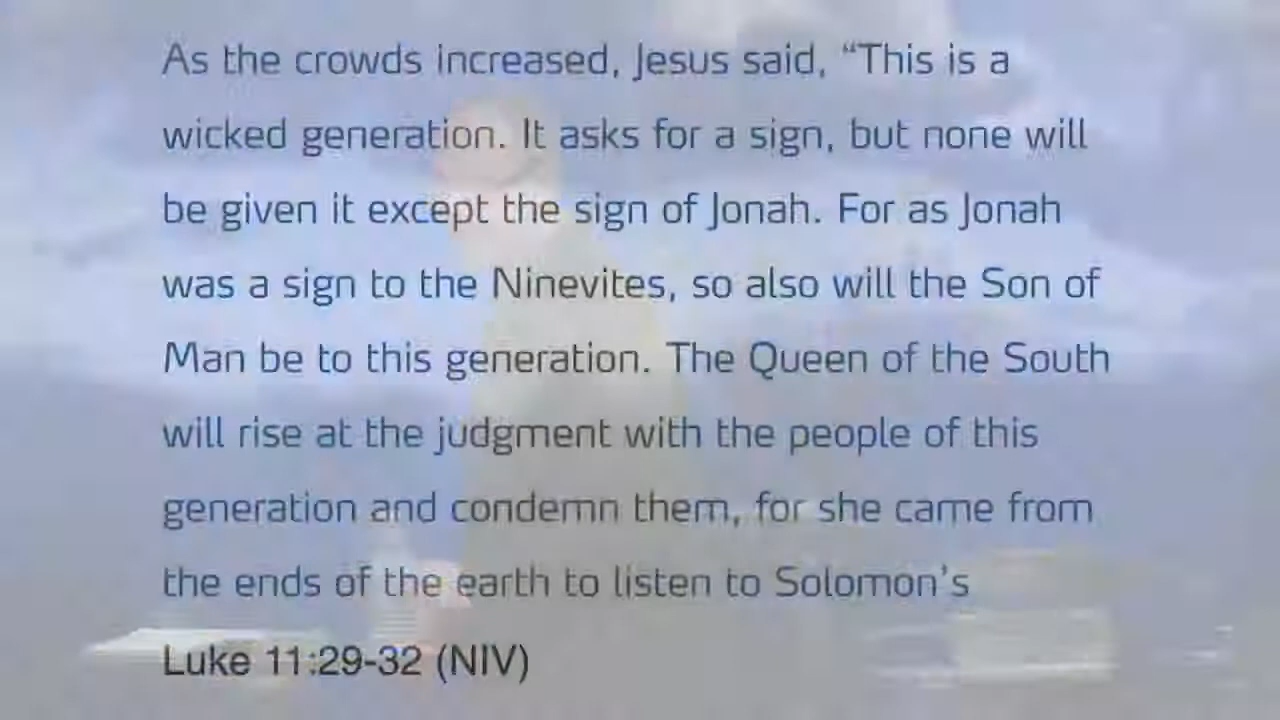 As the crowds increased, Jesus said, “This is a
wicked generation. It asks for a sign, but none will
be given it except the sign of Jonah. For as Jonah
was a sign to the Ninevites, so also will the Son of
Man be to this generation. The Queen of the South
will rise at the judgment with the people of this
generation and condemn them, for she came from
the ends of the earth to listen to Solomon’s
Luke 11:29-32 (NIV)